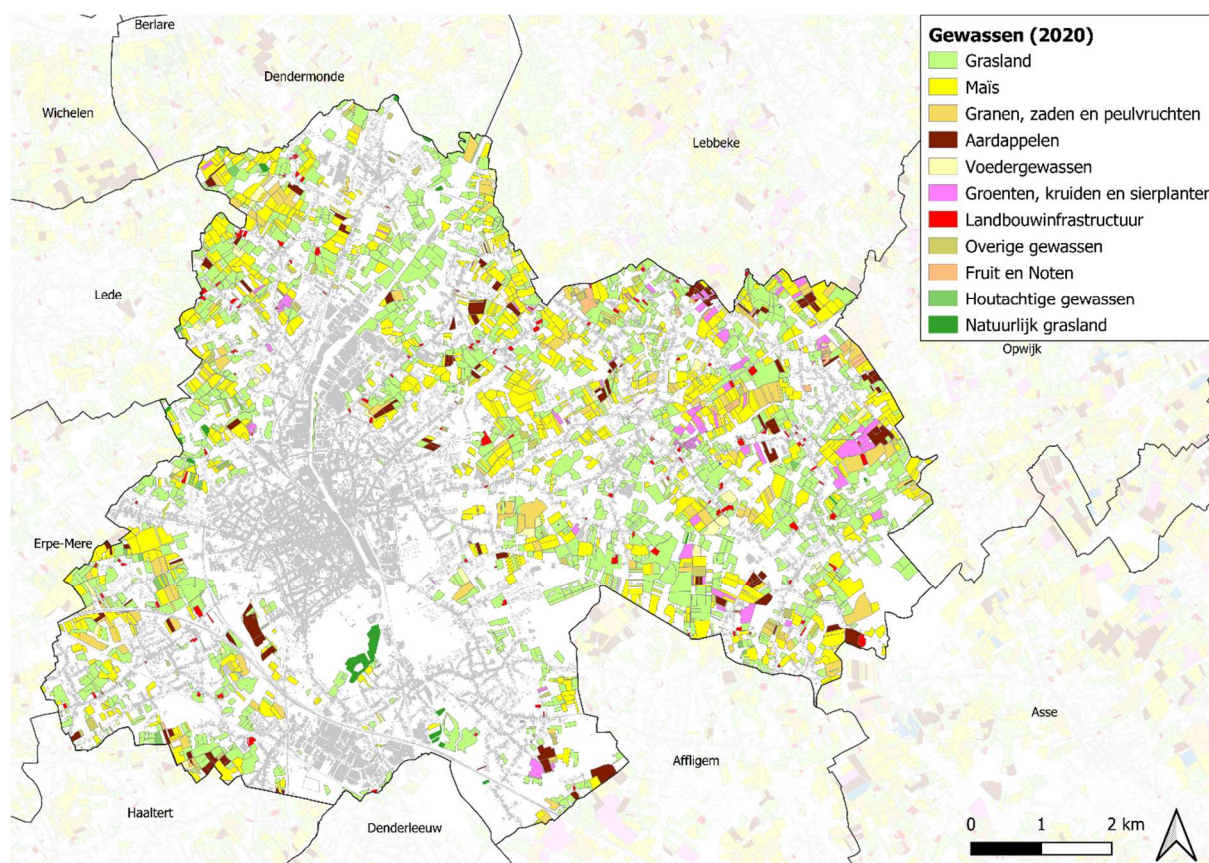 Berlare
Dendermonde
Wichelen
Lebbeke
Lede
Opwijk
Erpe-Mere
Asse
Affligem
Haaltert
Denderleeuw
Gewassen (2020)
Grasland
Maïs
Granen, zaden en peulvruchten
Aardappelen
Voedergewassen
Groenten, kruiden en sierplanten
Landbouwinfrastructuur
Overige gewassen
Fruit en Noten
Houtachtige gewassen
Natuurlijk grasland
0 1 2 km